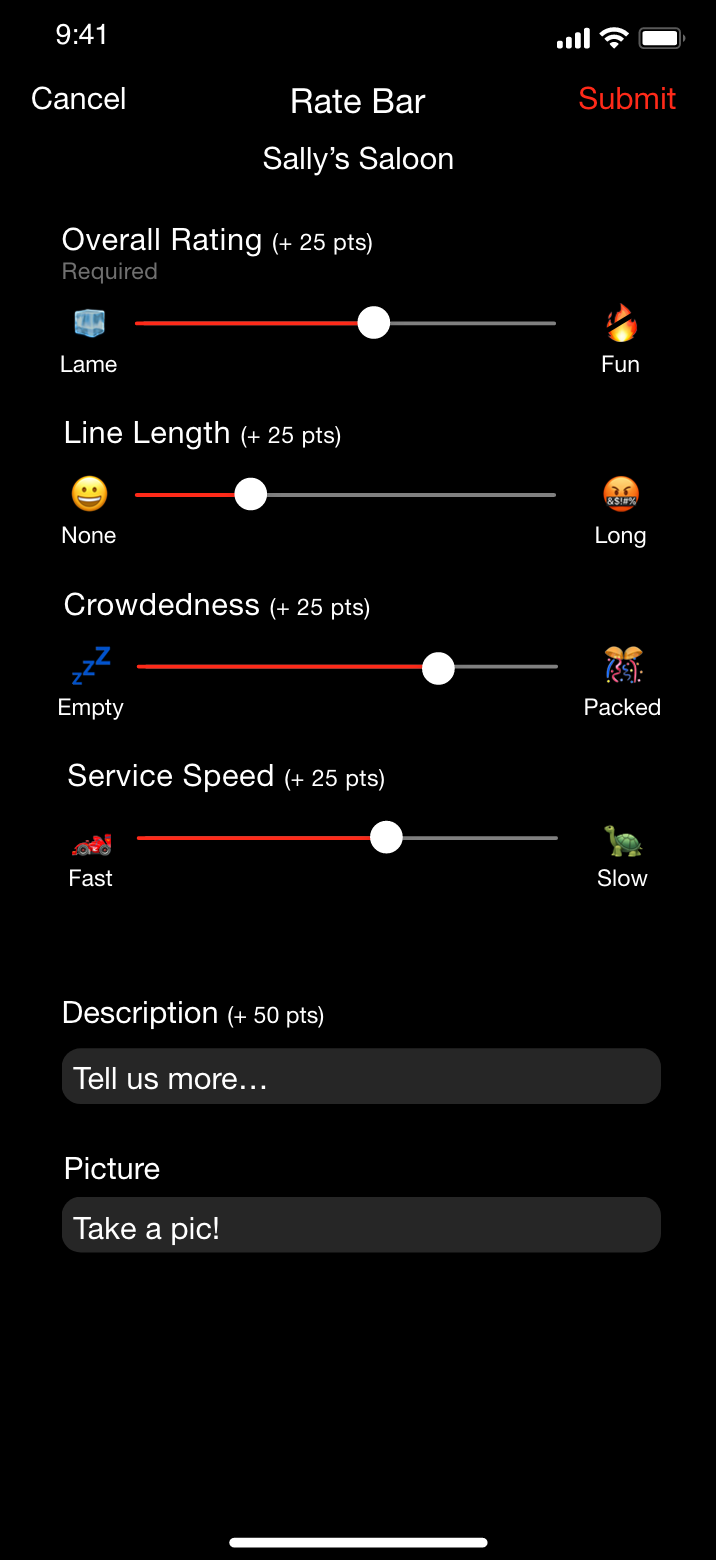 9:41
Cancel Rate Bar Submit
Sally’s Saloon
Overall Rating (+ 25 pts)
Required
Lame Fun
Line Length (+ 25 pts)
&$!#%
None Long
Crowdedness (+ 25 pts)
zzZ
Empty Packed
Service Speed (+ 25 pts)
Fast Slow
Description (+ 50 pts)
Tell us more…
Picture
Take a pic!